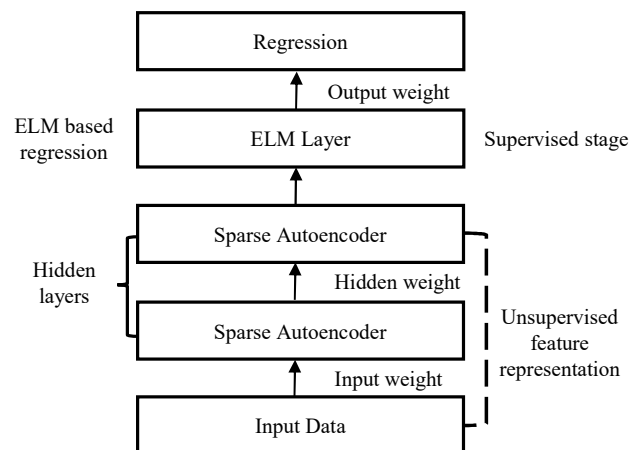 Regression
Output weight
ELM based
regression
ELM Layer
Supervised stage
Sparse Autoencoder
Hidden
layers
Hidden weight
Sparse Autoencoder
Unsupervised
feature
representation
Input weight
Input Data